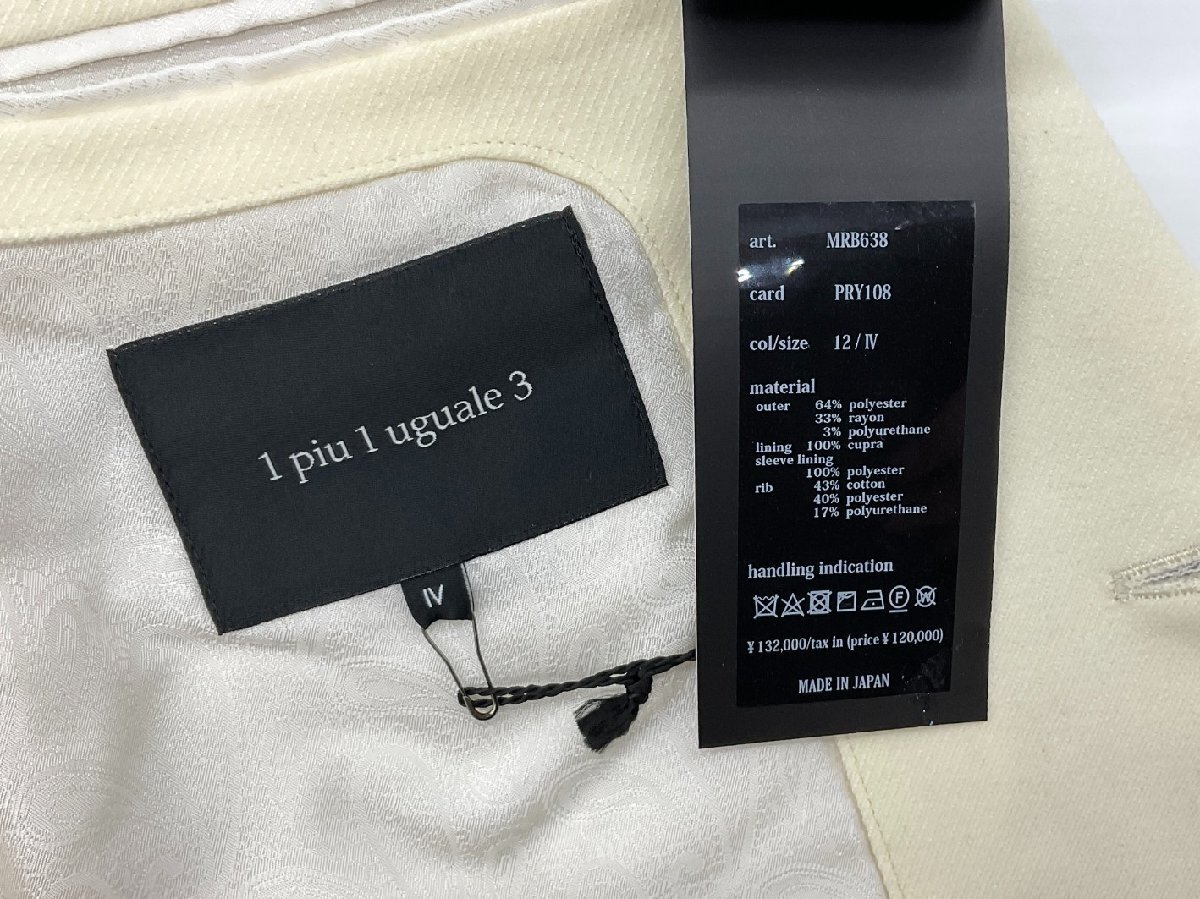 1 piu 1 uguale 3
IV
art. MRB638
card PRY108
col/size 12 / IV
material
outer 64% polyester
33% rayon
3% polyurethane
lining 100% cupra
sleeve lining
100% polyester
rib 43% cotton
40% polyester
17% polyurethane
handling indication
F W
¥132,000/tax in (price ¥120,000)
MADE IN JAPAN